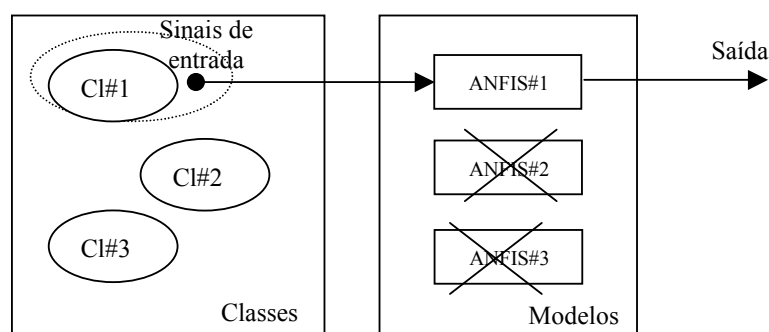 Sinais de
entrada
Cl#1
Cl#2
Cl#3
Classes
ANFIS#1
ANFIS#2
ANFIS#3
Modelos
Saída